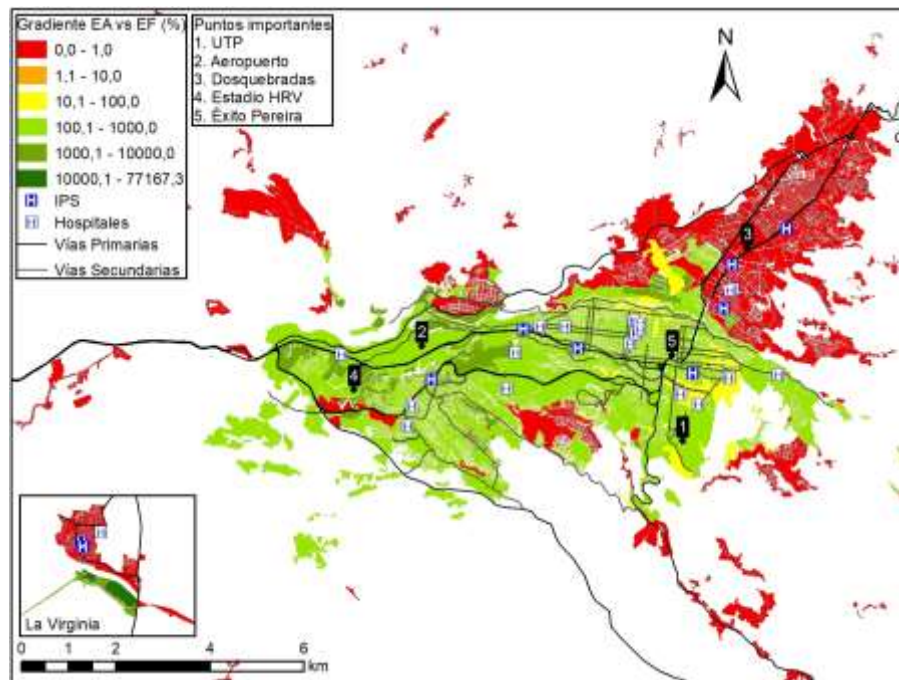 Gradiente EA vs EF (%)
0,0 - 1,0
1,1 - 10,0
10,1 - 100,0
100,1 - 1000,0
1000,1 - 10000,0
10000,1 - 77167,3
H IPS
H Hospitales
Vías Primarias
Vías Secundarias
Puntos importantes
1. UTP
2. Aeropuerto
3. Dosquebradas
4. Estadio HRV
5. Éxito Pereira
N
3
2
5
4
1
La Virginia
0 2 4 6
km